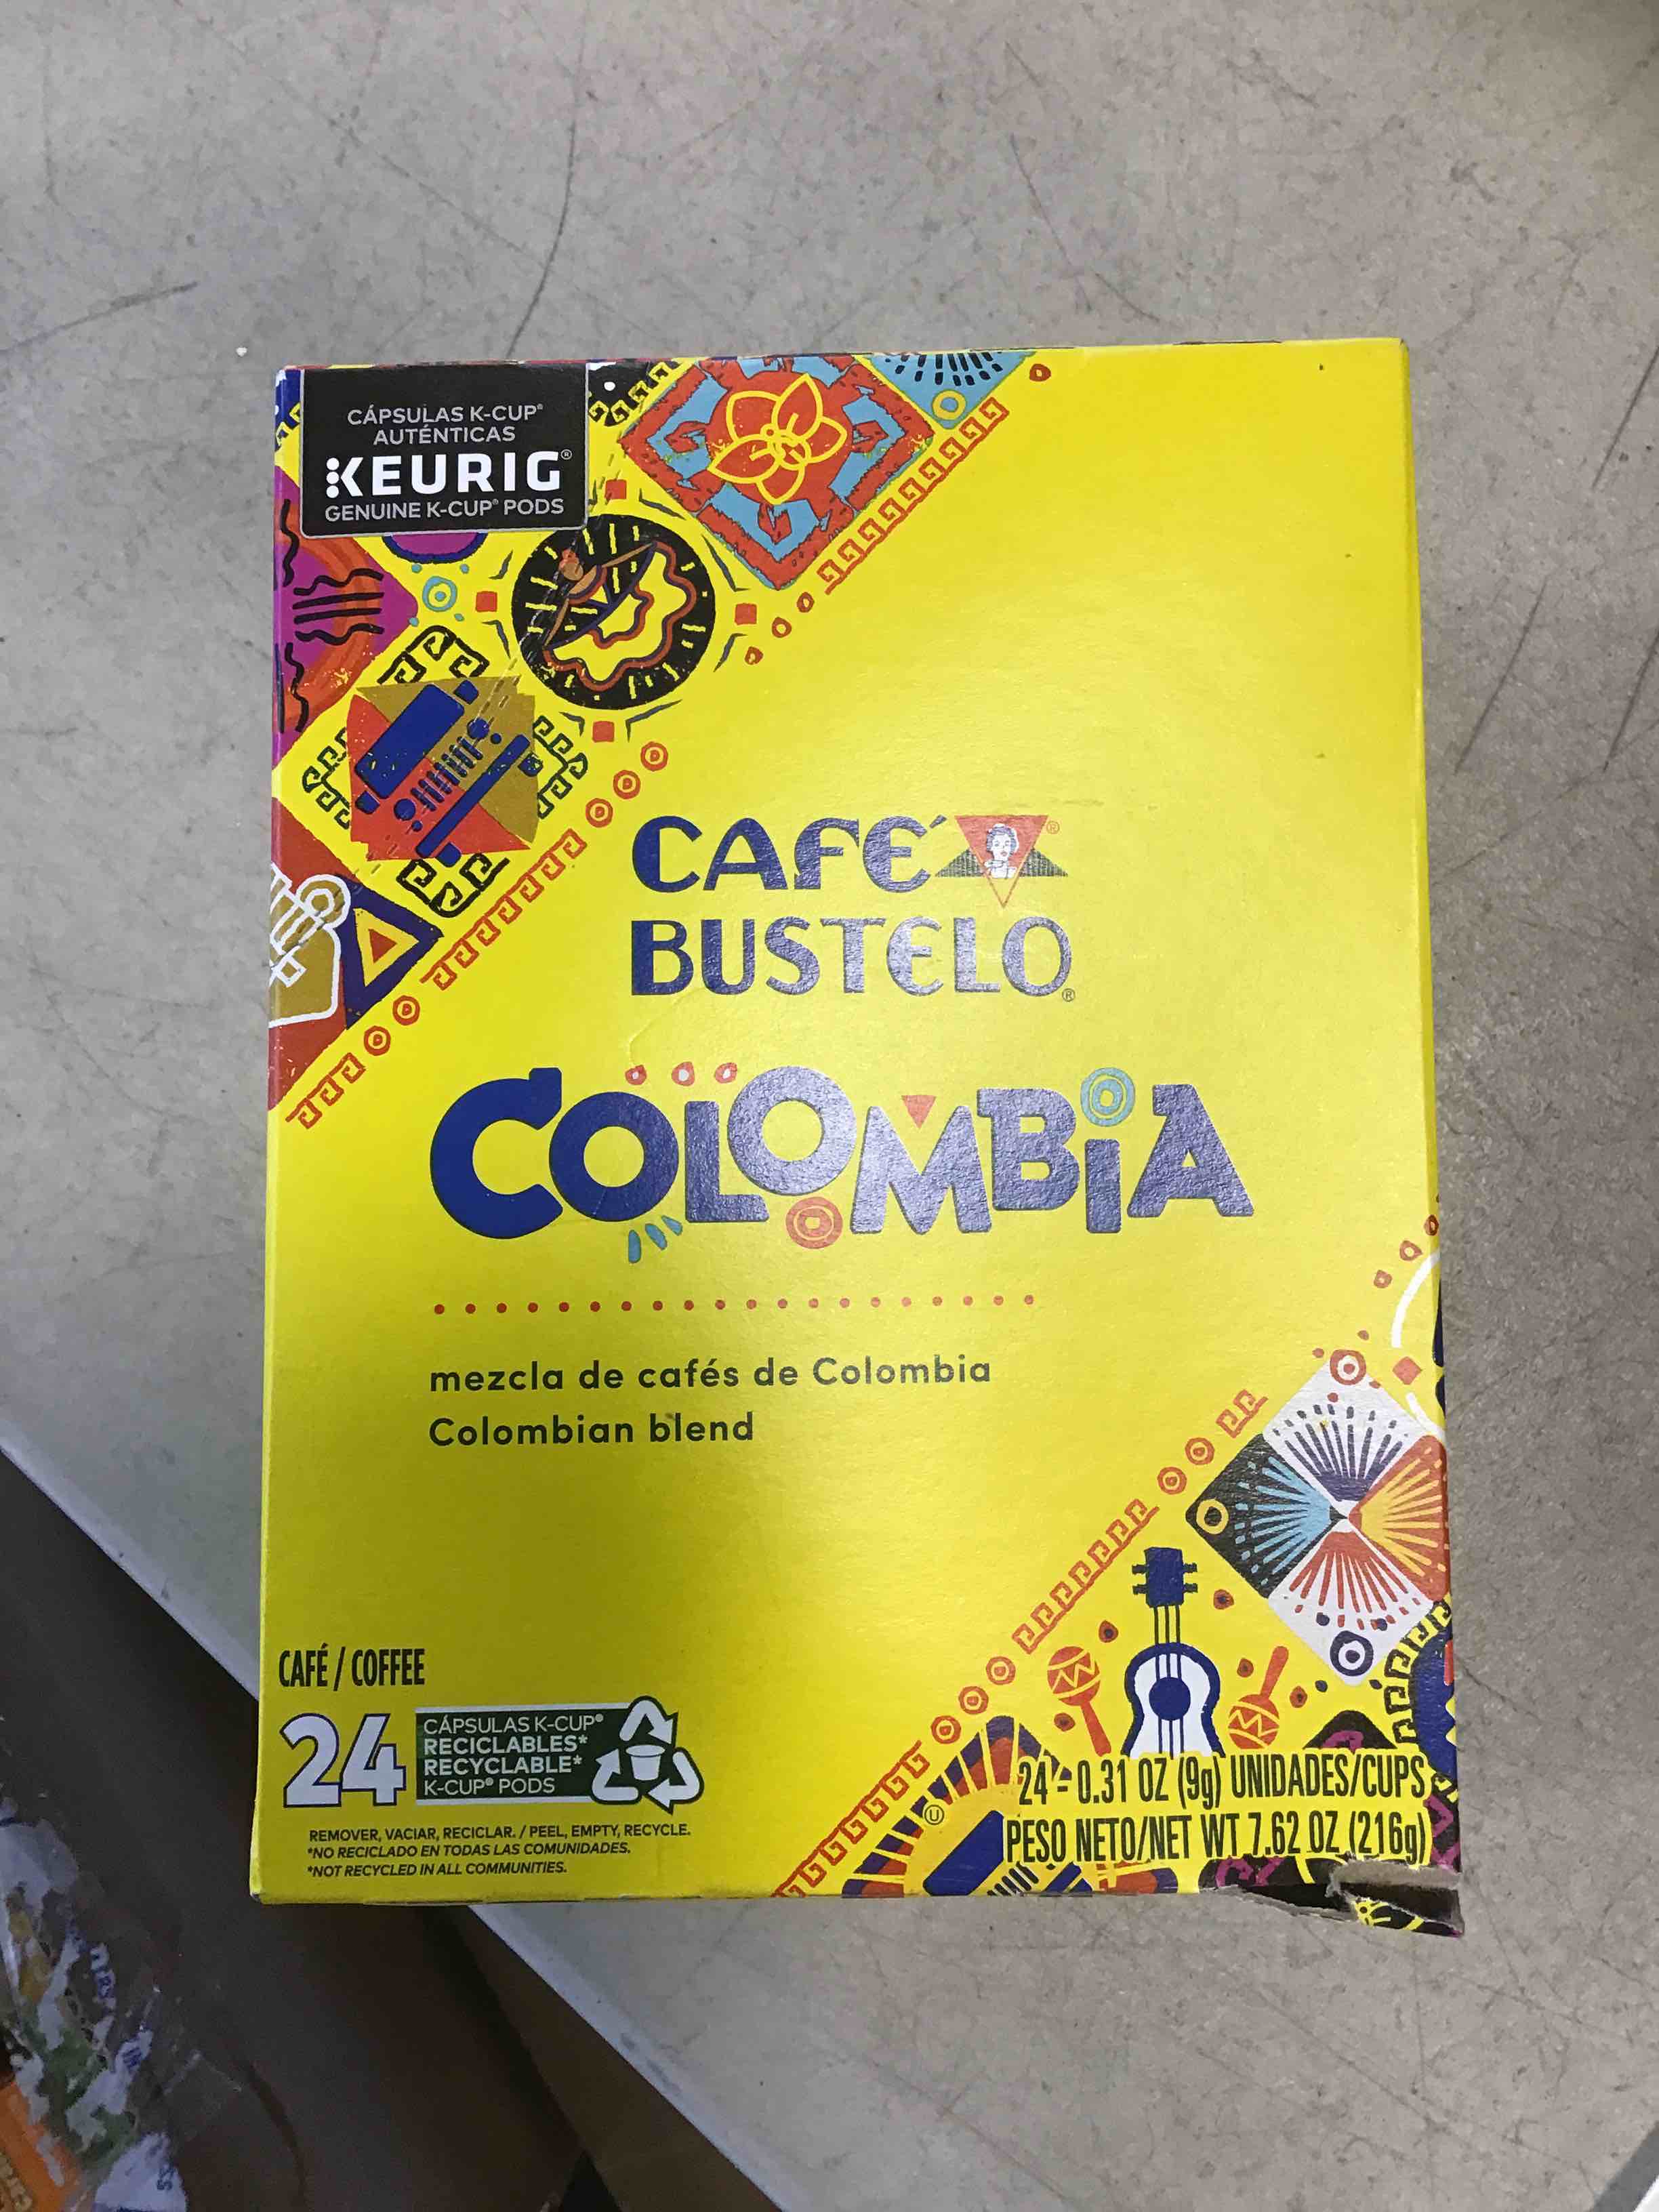 CÁPSULAS K-CUP®
AUTÉNTICAS
KEURIG®
GENUINE K-CUP® PODS
CAFÉ ®
BUSTELO®
COLOMBIA
mezcla de cafés de Colombia
Colombian blend
CAFÉ / COFFEE
24
CÁPSULAS K-CUP®
RECICLABLES*
RECYCLABLE*
K-CUP® PODS
REMOVER, VACIAR, RECICLAR. / PEEL, EMPTY, RECYCLE.
*NO RECICLADO EN TODAS LAS COMUNIDADES.
*NOT RECYCLED IN ALL COMMUNITIES.
U
24 - 0.31 OZ (9g) UNIDADES/CUPS
PESO NETO/NET WT 7.62 OZ (216g)